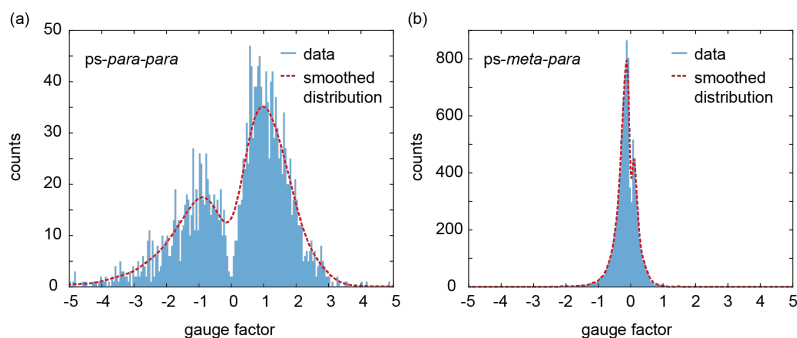 (a)
50
40
30
20
10
0
counts
ps-para-para
data
smoothed
distribution
-5 -4 -3 -2 -1 0 1 2 3 4 5
gauge factor
(b)
800
600
400
200
0
counts
ps-meta-para
data
smoothed
distribution
-5 -4 -3 -2 -1 0 1 2 3 4 5
gauge factor